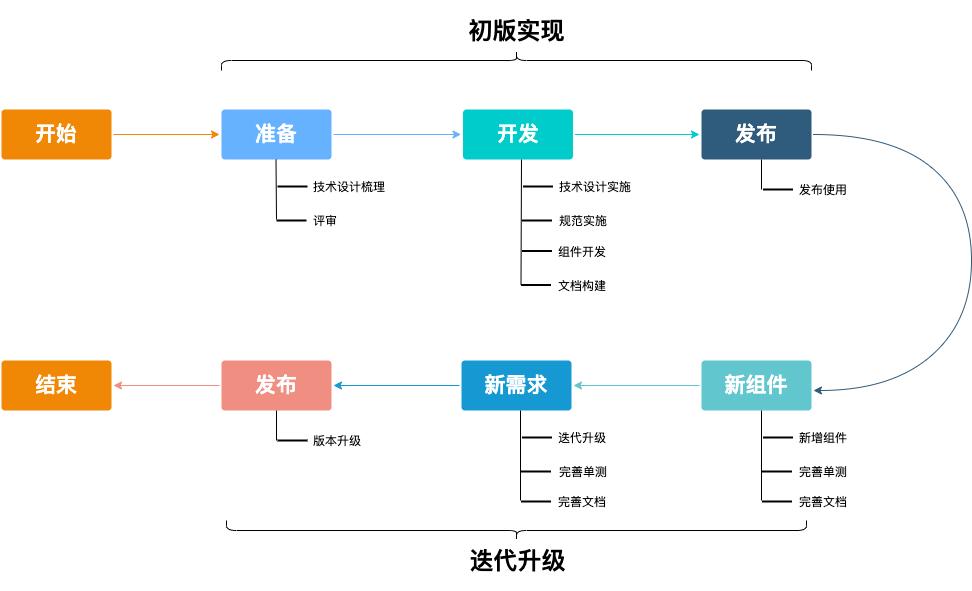 初版实现
开始
准备
开发
发布
技术设计梳理
评审
技术设计实施
规范实施
组件开发
文档构建
发布使用
结束
发布
新需求
新组件
版本升级
迭代升级
完善单测
完善文档
新增组件
完善单测
完善文档
迭代升级